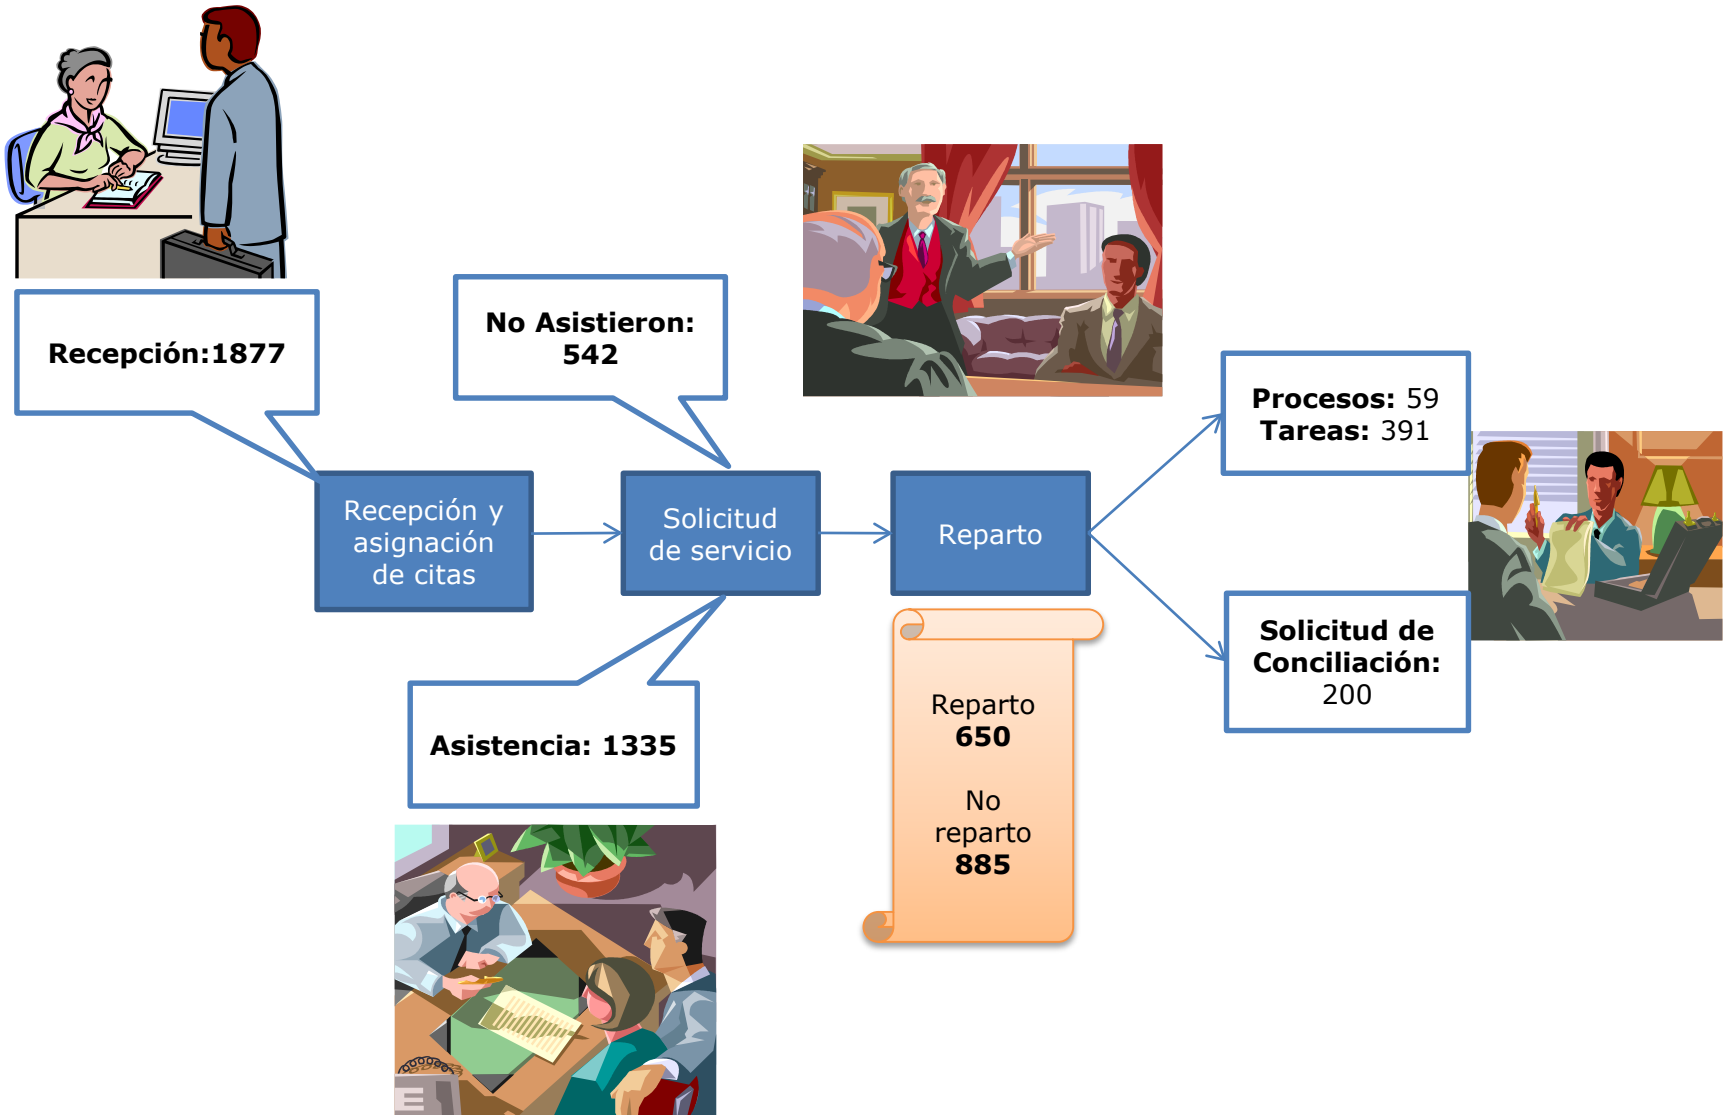 Recepción:1877
No Asistieron:
542
Procesos: 59
Tareas: 391
Recepción y
asignación
de citas
Solicitud
de servicio
Reparto
Solicitud de
Conciliación:
200
Asistencia: 1335
Reparto
650
No
reparto
885